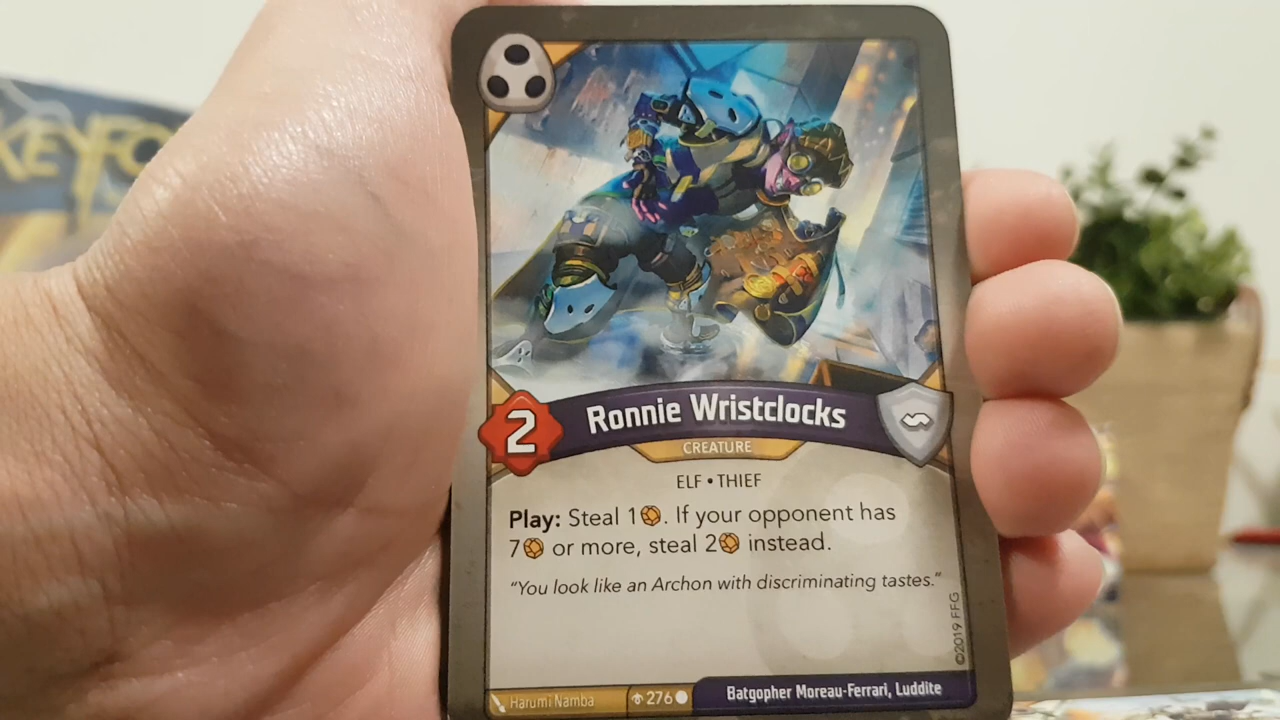 KEYFO
2
Ronnie Wristclocks
CREATURE
ELF • THIEF
Play: Steal 1. If your opponent has
7 or more, steal 2 instead.
“You look like an Archon with discriminating tastes.”
©2019 FFG
Harumi Namba
276
Batgopher Moreau-Ferrari, Luddite